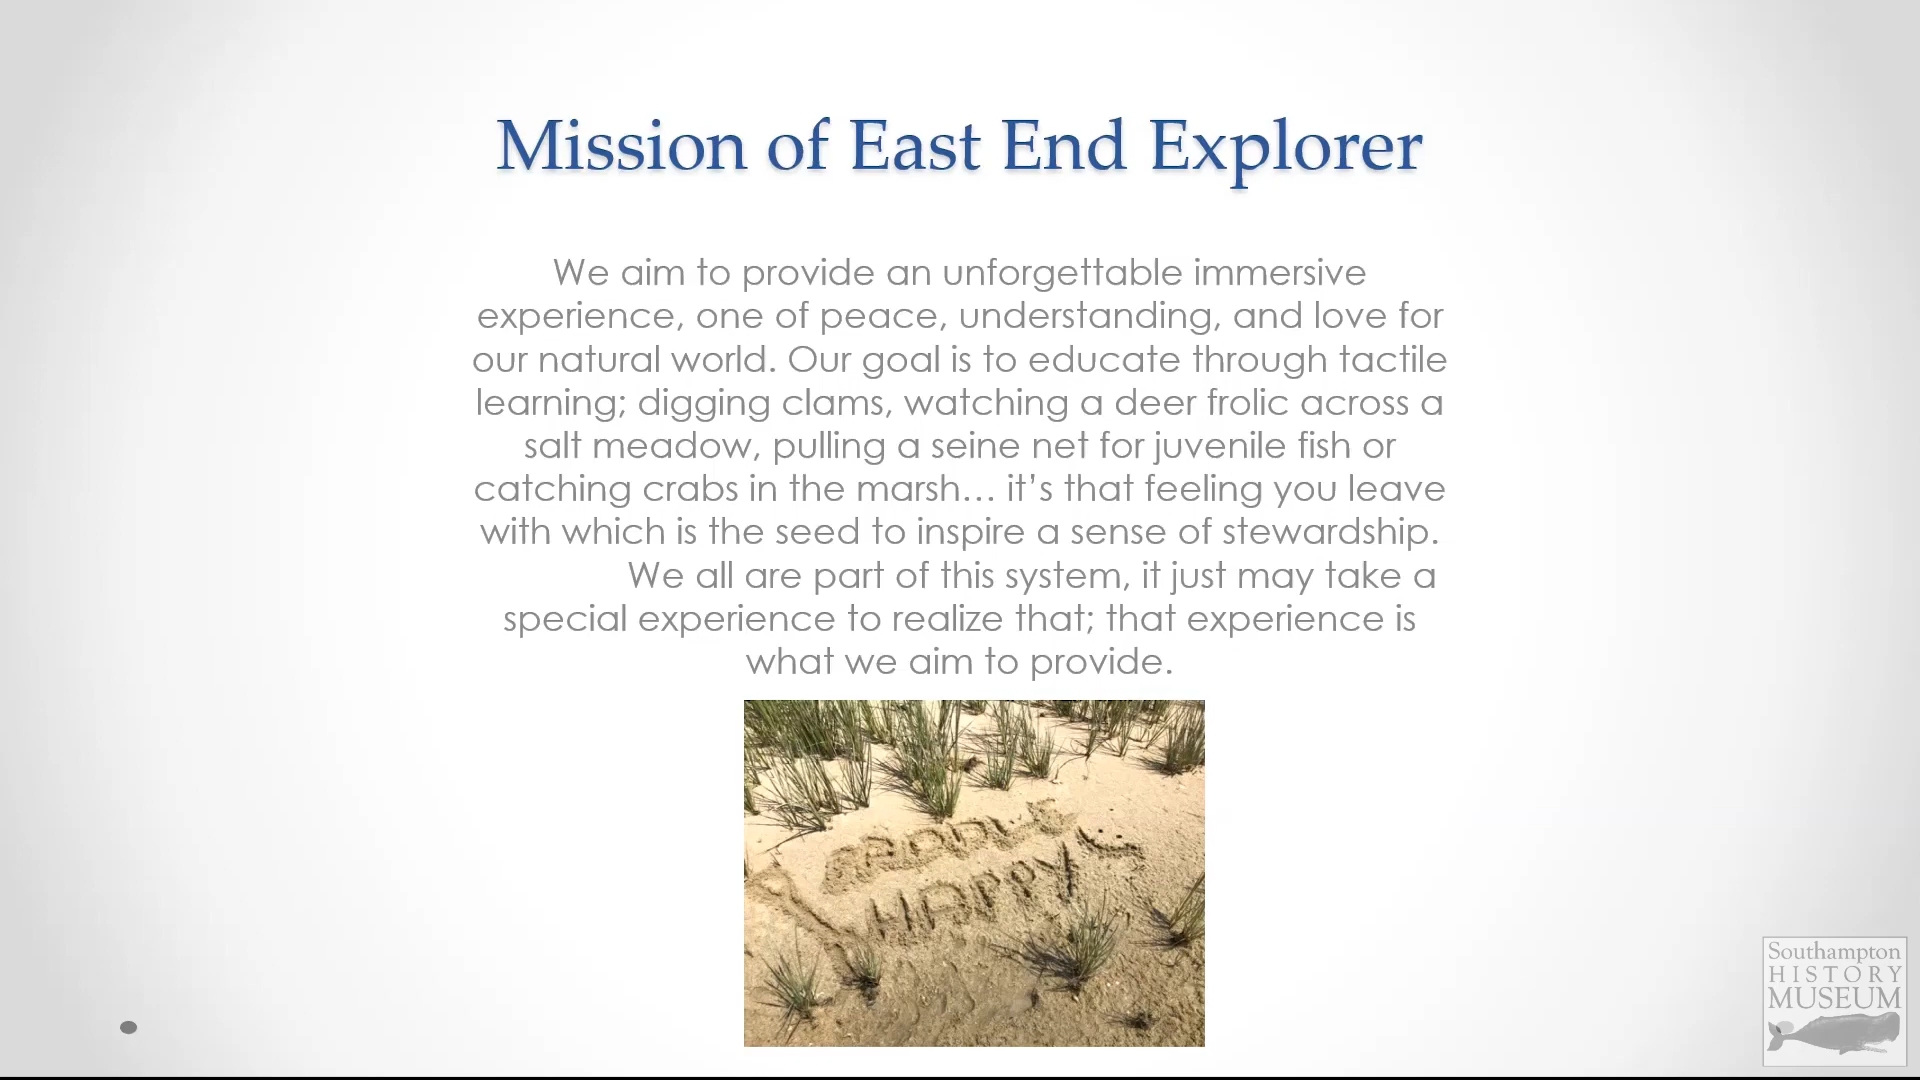 Mission of East End Explorer
We aim to provide an unforgettable immersive
experience, one of peace, understanding, and love for
our natural world. Our goal is to educate through tactile
learning; digging clams, watching a deer frolic across a
salt meadow, pulling a seine net for juvenile fish or
catching crabs in the marsh… it’s that feeling you leave
with which is the seed to inspire a sense of stewardship.
We all are part of this system, it just may take a
special experience to realize that; that experience is
what we aim to provide.
HAPPY
Southampton
HISTORY
MUSEUM